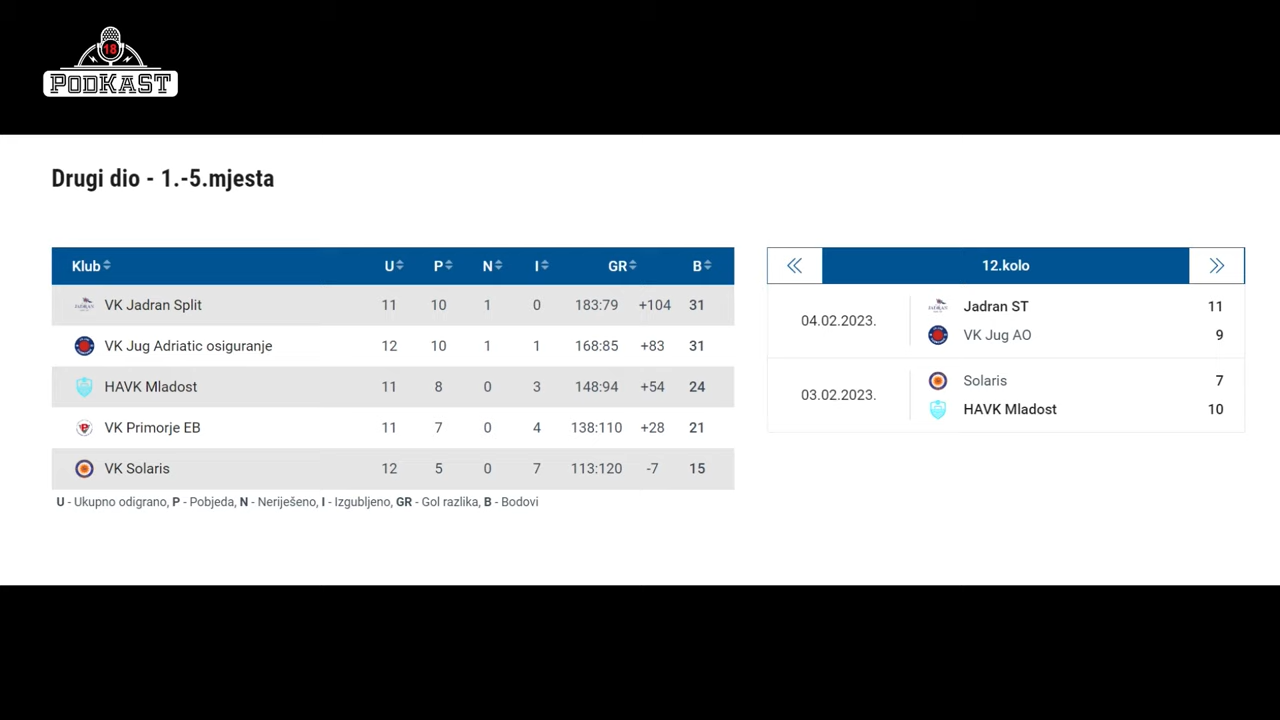 18
PODKAST
Drugi dio - 1.-5.mjesta
Klub U P N I GR B
VK Jadran Split 11 10 1 0 183:79 +104 31
VK Jug Adriatic osiguranje 12 10 1 1 168:85 +83 31
HAVK Mladost 11 8 0 3 148:94 +54 24
VK Primorje EB 11 7 0 4 138:110 +28 21
VK Solaris 12 5 0 7 113:120 -7 15
U - Ukupno odigrano, P - Pobjeda, N - Neriješeno, I - Izgubljeno, GR - Gol razlika, B - Bodovi
12.kolo
04.02.2023.
Jadran ST 11
VK Jug AO 9
03.02.2023.
Solaris 7
HAVK Mladost 10